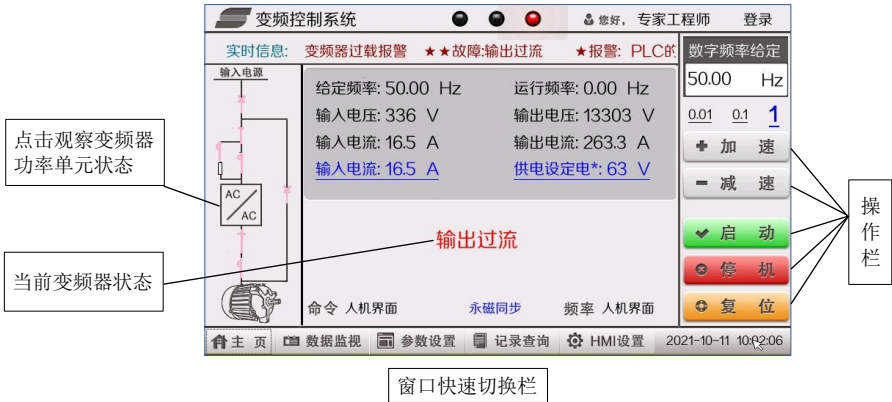 变频控制系统
您好，专家工程师
登录
实时信息: 变频器过载报警 ★★故障:输出过流 ★报警: PLC的
数字频率给定
输入电源
给定频率: 50.00 Hz
运行频率: 0.00 Hz
50.00 Hz
输入电压: 336 V
输出电压: 13303 V
0.01 0.1 1
输入电流: 16.5 A
输出电流: 263.3 A
加速
输入电流: 16.5 A
供电设定电*: 63 V
减速
点击观察变频器
功率单元状态
AC
AC
输出过流
启动
操作栏
当前变频器状态
停机
命令 人机界面
永磁同步
频率 人机界面
复位
主页
数据监视
参数设置
记录查询
HMI设置
2021-10-11 10:02:06
窗口快速切换栏